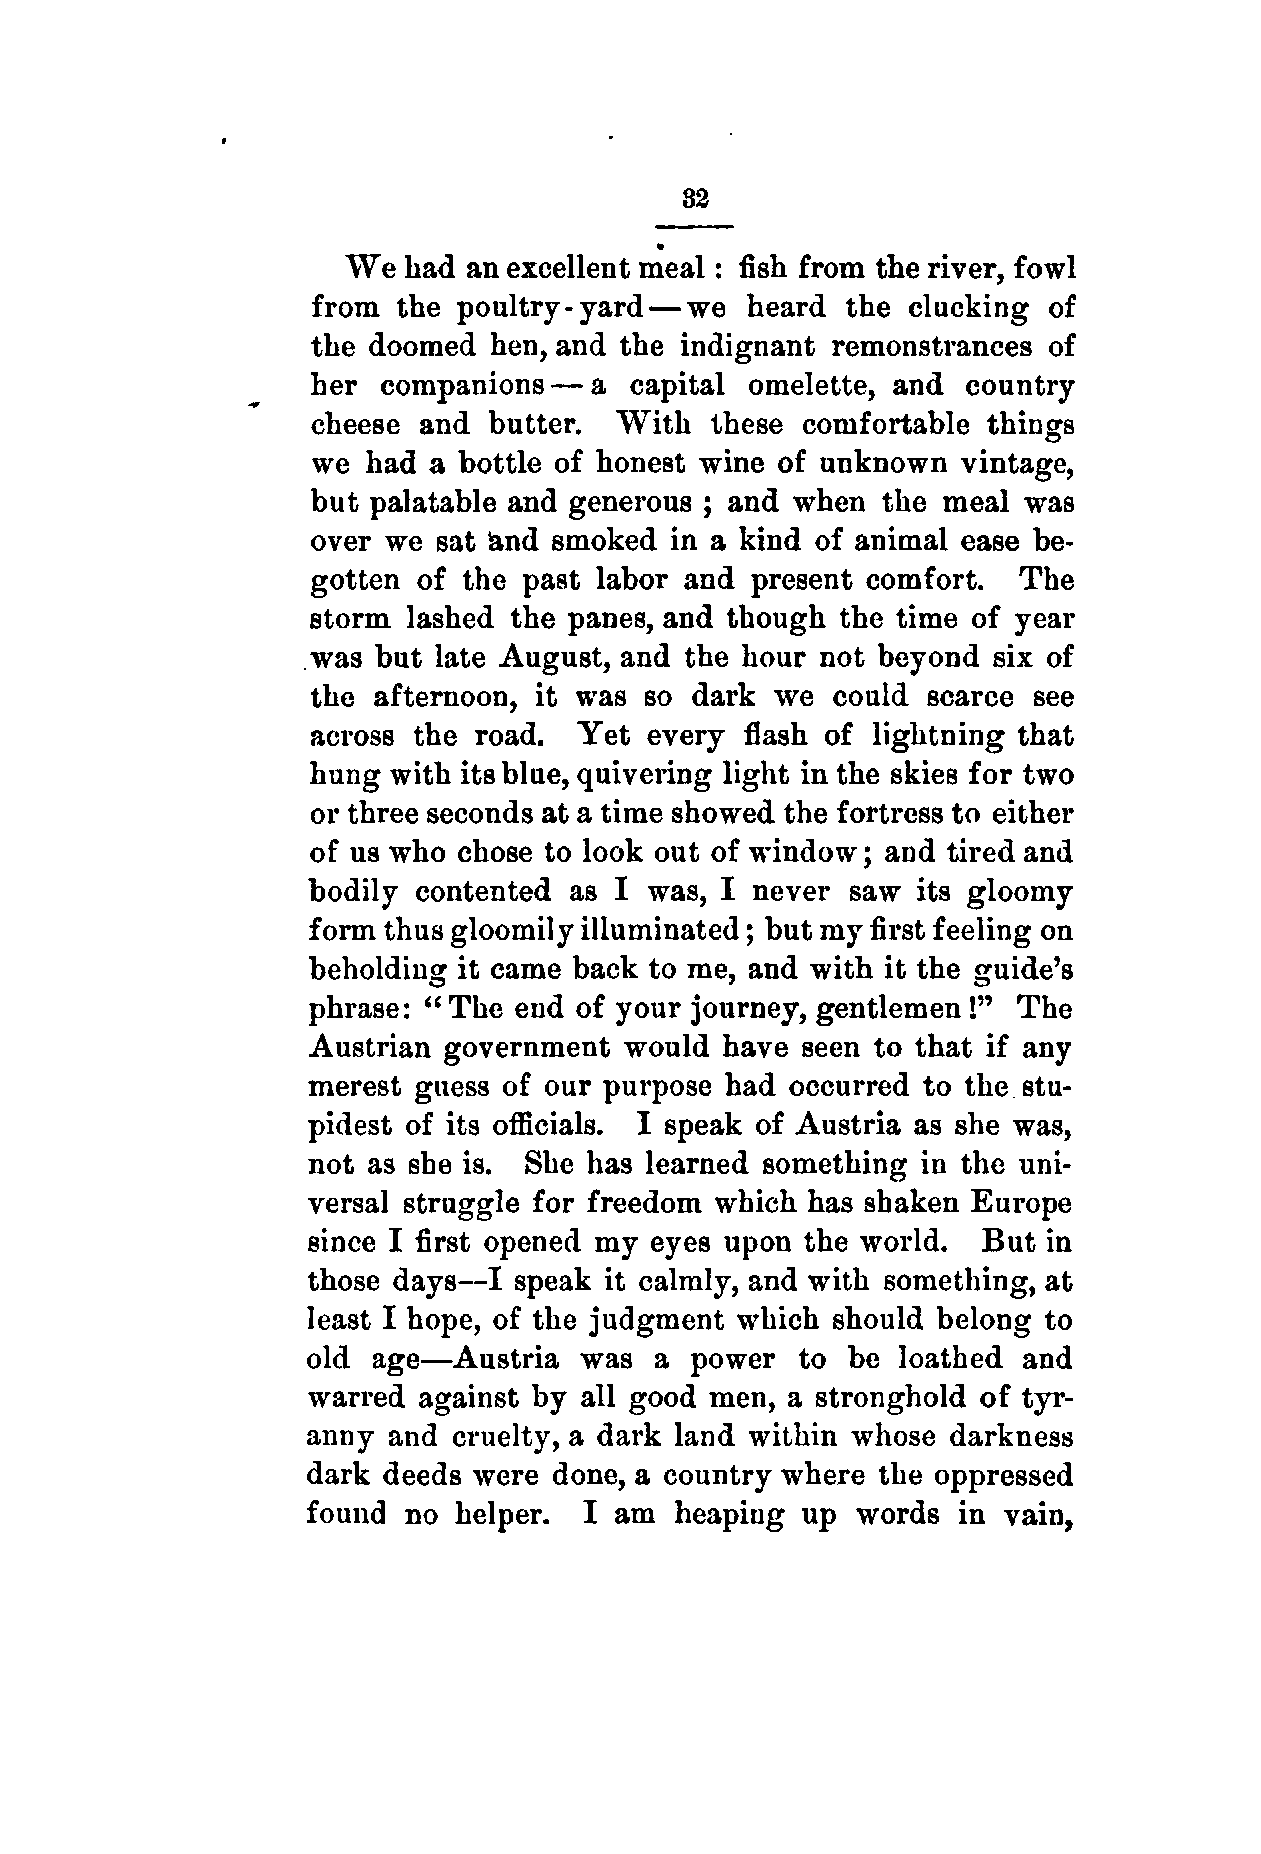 32
We had an excellent meal : fish from the river, fowl
from the poultry-yard—we heard the clucking of
the doomed hen, and the indignant remonstrances of
her companions—a capital omelette, and country
cheese and butter. With these comfortable things
we had a bottle of honest wine of unknown vintage,
but palatable and generous ; and when the meal was
over we sat and smoked in a kind of animal ease be-
gotten of the past labor and present comfort. The
storm lashed the panes, and though the time of year
was but late August, and the hour not beyond six of
the afternoon, it was so dark we could scarce see
across the road. Yet every flash of lightning that
hung with its blue, quivering light in the skies for two
or three seconds at a time showed the fortress to either
of us who chose to look out of window ; and tired and
bodily contented as I was, I never saw its gloomy
form thus gloomily illuminated ; but my first feeling on
beholding it came back to me, and with it the guide's
phrase: “ The end of your journey, gentlemen !” The
Austrian government would have seen to that if any
merest guess of our purpose had occurred to the stu-
pidest of its officials. I speak of Austria as she was,
not as she is. She has learned something in the uni-
versal struggle for freedom which has shaken Europe
since I first opened my eyes upon the world. But in
those days—I speak it calmly, and with something, at
least I hope, of the judgment which should belong to
old age—Austria was a power to be loathed and
warred against by all good men, a stronghold of tyr-
anny and cruelty, a dark land within whose darkness
dark deeds were done, a country where the oppressed
found no helper. I am heaping up words in vain,